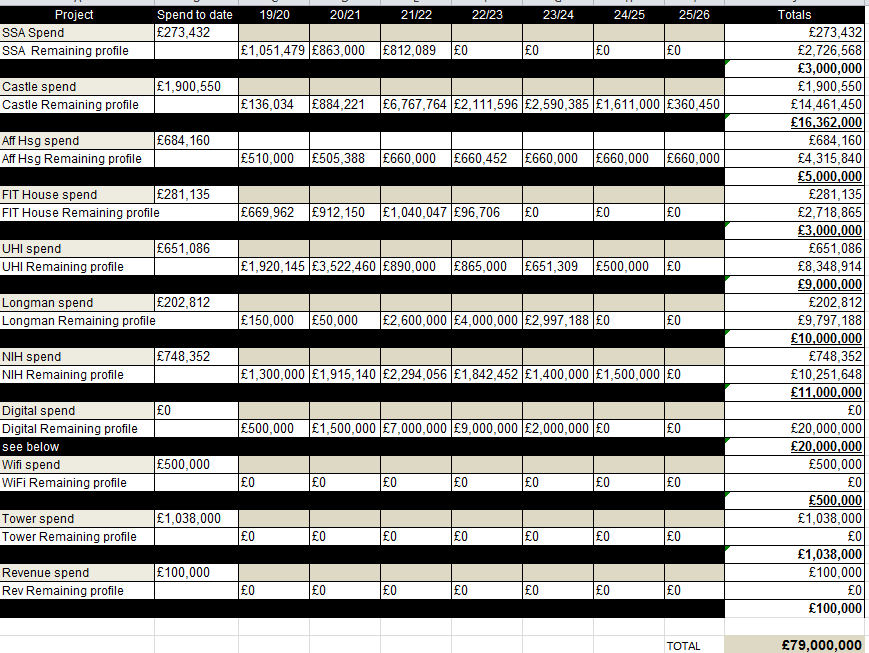 Project Spend to date 19/20 20/21 21/22 22/23 23/24 24/25 25/26 Totals
SSA Spend £273,432 £273,432
SSA Remaining profile £1,051,479 £863,000 £812,089 £0 £0 £0 £0 £2,726,568
£3,000,000
Castle spend £1,900,550 £1,900,550
Castle Remaining profile £136,034 £884,221 £6,767,764 £2,111,596 £2,590,385 £1,611,000 £360,450 £14,461,450
£16,362,000
Aff Hsg spend £684,160 £684,160
Aff Hsg Remaining profile £510,000 £505,388 £660,000 £660,452 £660,000 £660,000 £660,000 £4,315,840
£5,000,000
FIT House spend £281,135 £281,135
FIT House Remaining profile £669,962 £912,150 £1,040,047 £96,706 £0 £0 £0 £2,718,865
£3,000,000
UHI spend £651,086 £651,086
UHI Remaining profile £1,920,145 £3,522,460 £890,000 £865,000 £651,309 £500,000 £0 £8,348,914
£9,000,000
Longman spend £202,812 £202,812
Longman Remaining profile £150,000 £50,000 £2,600,000 £4,000,000 £2,997,188 £0 £0 £9,797,188
£10,000,000
NIH spend £748,352 £748,352
NIH Remaining profile £1,300,000 £1,915,140 £2,294,056 £1,842,452 £1,400,000 £1,500,000 £0 £10,251,648
£11,000,000
Digital spend £0 £0
Digital Remaining profile £500,000 £1,500,000 £7,000,000 £9,000,000 £2,000,000 £0 £0 £20,000,000
see below £20,000,000
Wifi spend £500,000 £500,000
WiFi Remaining profile £0 £0 £0 £0 £0 £0 £0 £0
£500,000
Tower spend £1,038,000 £1,038,000
Tower Remaining profile £0 £0 £0 £0 £0 £0 £0 £0
£1,038,000
Revenue spend £100,000 £100,000
Rev Remaining profile £0 £0 £0 £0 £0 £0 £0 £0
£100,000
TOTAL £79,000,000